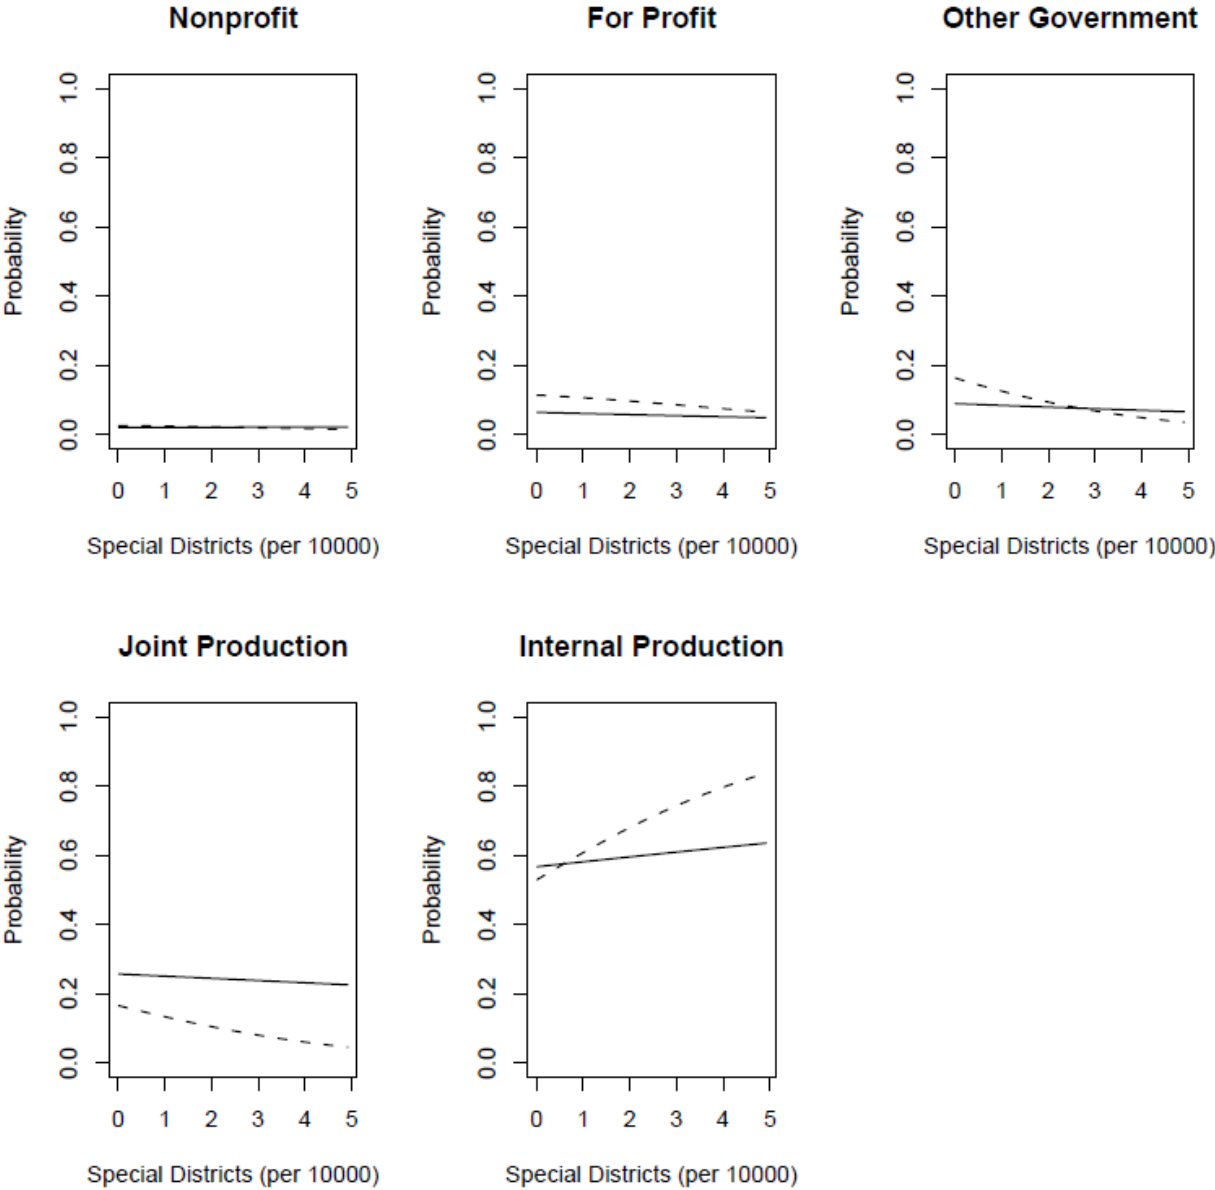 Nonprofit
1.0
0.8
0.6
0.4
0.2
0.0
Probability
0 1 2 3 4 5
Special Districts (per 10000)
For Profit
1.0
0.8
0.6
0.4
0.2
0.0
Probability
0 1 2 3 4 5
Special Districts (per 10000)
Other Government
1.0
0.8
0.6
0.4
0.2
0.0
Probability
0 1 2 3 4 5
Special Districts (per 10000)
Joint Production
1.0
0.8
0.6
0.4
0.2
0.0
Probability
0 1 2 3 4 5
Special Districts (per 10000)
Internal Production
1.0
0.8
0.6
0.4
0.2
0.0
Probability
0 1 2 3 4 5
Special Districts (per 10000)